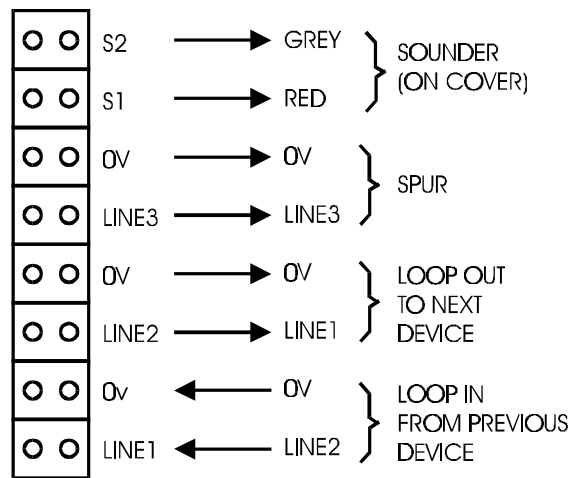 S2 GREY
SOUNDER
(ON COVER)
S1 RED
0V 0V
SPUR
LINE3 LINE3
0V 0V
LOOP OUT
TO NEXT
DEVICE
LINE2 LINE1
0v 0V
LOOP IN
FROM PREVIOUS
DEVICE
LINE1 LINE2